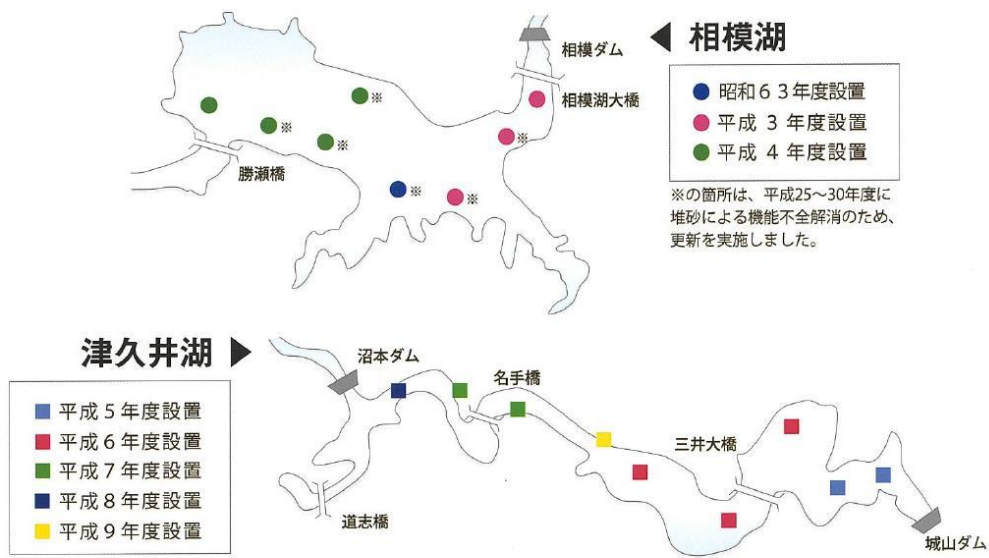 相模ダム
◀ 相模湖
相模湖大橋
昭和６３年度設置
平成 ３ 年度設置
平成 ４ 年度設置
※
※
※
※
※
※
勝瀬橋
※の箇所は、平成25～30年度に
堆砂による機能不全解消のため、
更新を実施しました。
津久井湖 ▶
沼本ダム
名手橋
平成５年度設置
平成６年度設置
平成７年度設置
平成８年度設置
平成９年度設置
三井大橋
道志橋
城山ダム